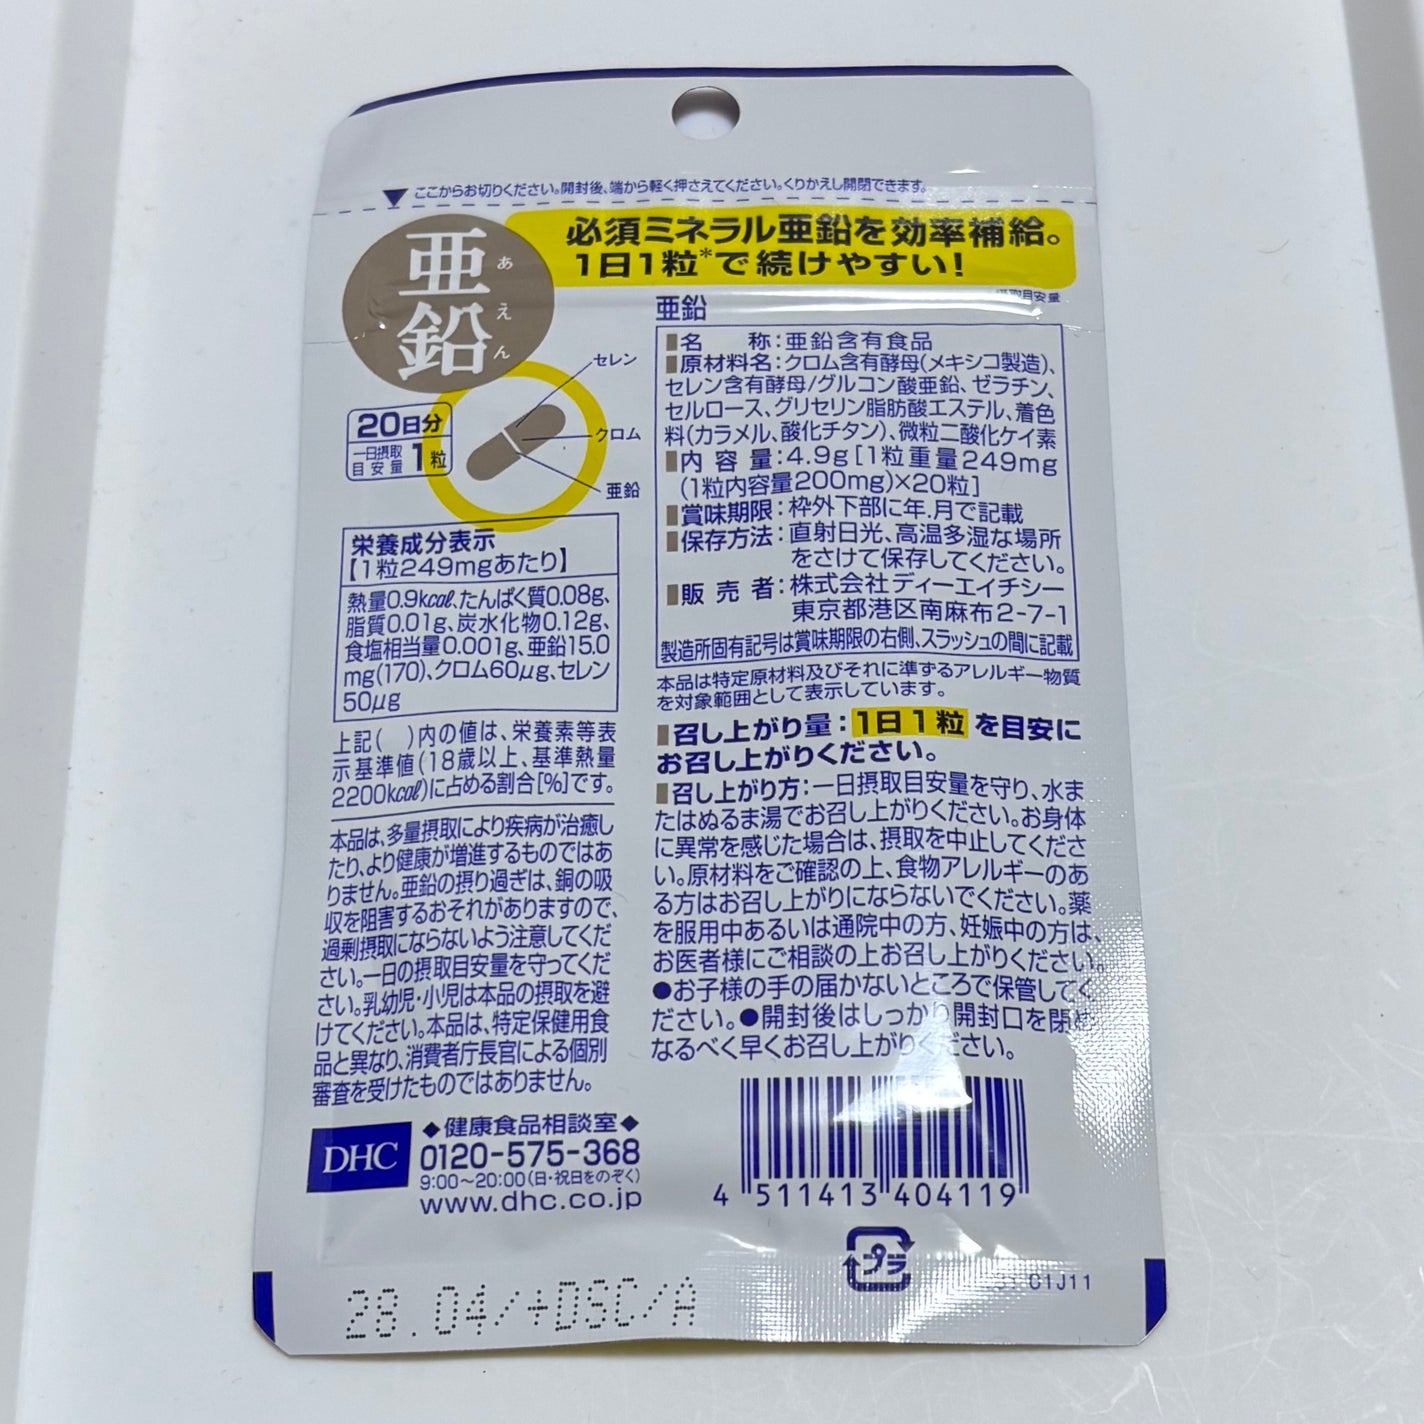 ここからお切りください。開封後、端から軽く押さえてください。くりかえし開閉できます。
亜鉛
あえん
必須ミネラル亜鉛を効率補給。
1日1粒*で続けやすい!
セレン
クロム
亜鉛
20日分
一日摂取
目安量 1粒
栄養成分表示
【1粒249mgあたり】
熱量0.9kcal、たんぱく質0.08g、
脂質0.01g、炭水化物0.12g、
食塩相当量0.001g、亜鉛15.0
mg(170)、クロム60μg、セレン
50μg
上記( )内の値は、栄養素等表
示基準値(18歳以上、基準熱量
2200kcal)に占める割合[%]です。
本品は、多量摂取により疾病が治癒し
たり、より健康が増進するものではあ
りません。亜鉛の摂り過ぎは、銅の吸
収を阻害するおそれがありますので、
過剰摂取にならないよう注意してくだ
さい。一日の摂取目安量を守ってくだ
さい。乳幼児・小児は本品の摂取を避
けてください。本品は、特定保健用食
品と異なり、消費者庁長官による個別
審査を受けたものではありません。
亜鉛
目安量
名 称:亜鉛含有食品
原材料名:クロム含有酵母(メキシコ製造)、
セレン含有酵母/グルコン酸亜鉛、ゼラチン、
セルロース、グリセリン脂肪酸エステル、着色
料(カラメル、酸化チタン)、微粒二酸化ケイ素
内 容 量:4.9g[1粒重量249mg
(1粒内容量200mg)×20粒]
賞味期限:枠外下部に年.月で記載
保存方法:直射日光、高温多湿な場所
をさけて保存してください。
販 売 者:株式会社ディーエイチシー
東京都港区南麻布2-7-1
製造所固有記号は賞味期限の右側、スラッシュの間に記載
本品は特定原材料及びそれに準ずるアレルギー物質
を対象範囲として表示しています。
召し上がり量:1日1粒を目安に
お召し上がりください。
召し上がり方:一日摂取目安量を守り、水ま
たはぬるま湯でお召し上がりください。お身体
に異常を感じた場合は、摂取を中止してくださ
い。原材料をご確認の上、食物アレルギーのあ
る方はお召し上がりにならないでください。薬
を服用中あるいは通院中の方、妊娠中の方は、
お医者様にご相談の上お召し上がりください。
●お子様の手の届かないところで保管してく
ださい。●開封後はしっかり開封口を閉め
なるべく早くお召し上がりください。
DHC
◆健康食品相談室◆
0120-575-368
9:00～20:00(日・祝日をのぞく)
www.dhc.co.jp
4 511413 404119
プラ
G1J11
28.04/+DSC/A